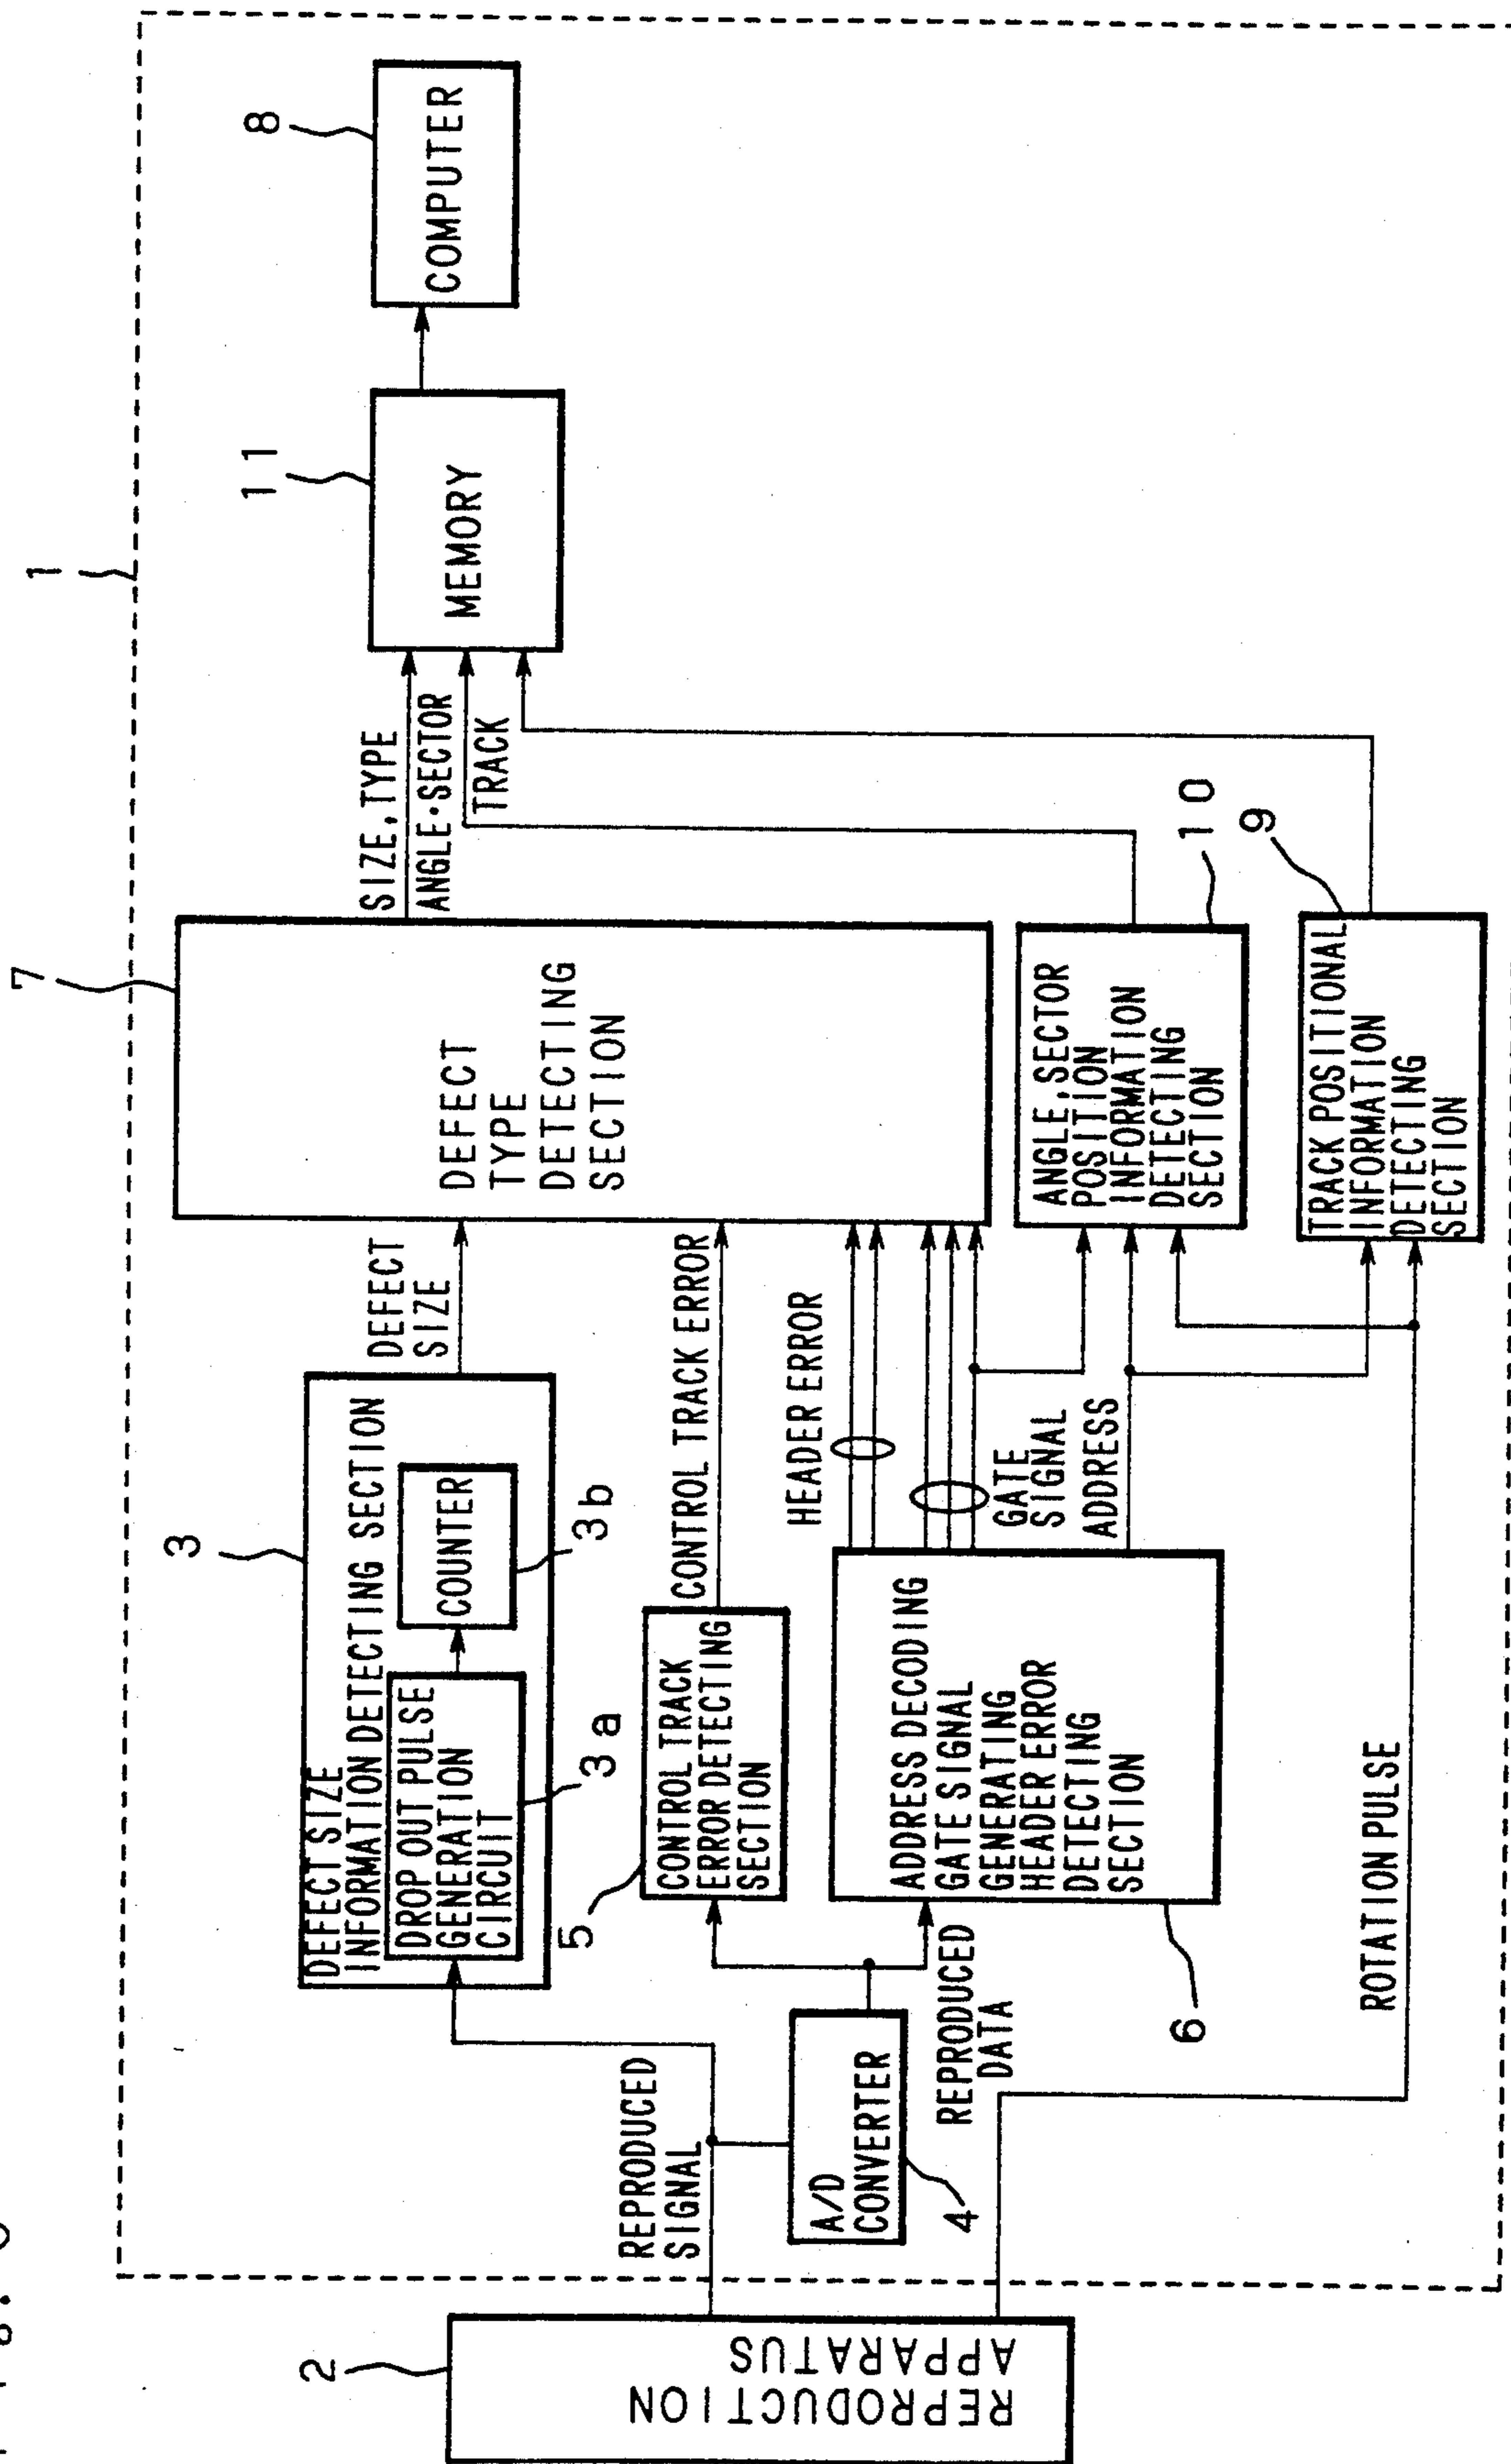 1
2
REPRODUCTION
APPARATUS
REPRODUCED
SIGNAL
3
DEFECT SIZE
INFORMATION DETECTING SECTION
DROP OUT PULSE
GENERATION
CIRCUIT
3a
COUNTER
3b
DEFECT
SIZE
A/D
CONVERTER
4
REPRODUCED
DATA
5
CONTROL TRACK
ERROR DETECTING
SECTION
CONTROL TRACK ERROR
ADDRESS DECODING
GATE SIGNAL
GENERATING
HEADER ERROR
DETECTING
SECTION
6
HEADER ERROR
GATE
SIGNAL
ADDRESS
ROTATION PULSE
7
DEFECT
TYPE
DETECTING
SECTION
ANGLE,SECTOR
POSITION
INFORMATION
DETECTING
SECTION
10
TRACK POSITIONAL
INFORMATION
DETECTING
SECTION
9
SIZE,TYPE
ANGLE·SECTOR
TRACK
11
MEMORY
8
COMPUTER